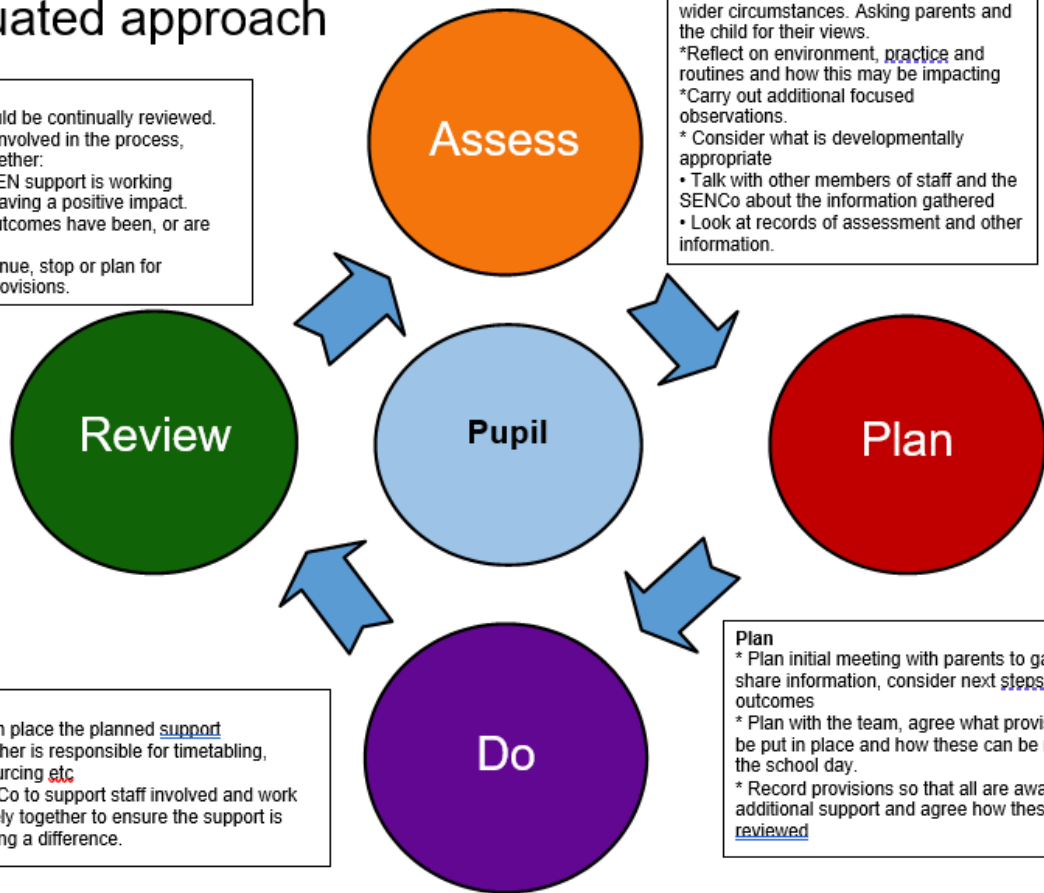 uated approach
wider circumstances. Asking parents and
the child for their views.
*Reflect on environment, practice and
routines and how this may be impacting
*Carry out additional focused
observations.
* Consider what is developmentally
appropriate
• Talk with other members of staff and the
SENCo about the information gathered
• Look at records of assessment and other
information.
uld be continually reviewed.
nvolved in the process,
ether:
EN support is working
aving a positive impact.
utcomes have been, or are
nue, stop or plan for
ovisions.
Assess
Review
Pupil
Plan
Do
Plan
* Plan initial meeting with parents to ga
share information, consider next steps
outcomes
* Plan with the team, agree what provis
be put in place and how these can be
the school day.
* Record provisions so that all are awa
additional support and agree how thes
reviewed
n place the planned support
her is responsible for timetabling,
urcing etc
Co to support staff involved and work
ly together to ensure the support is
ng a difference.